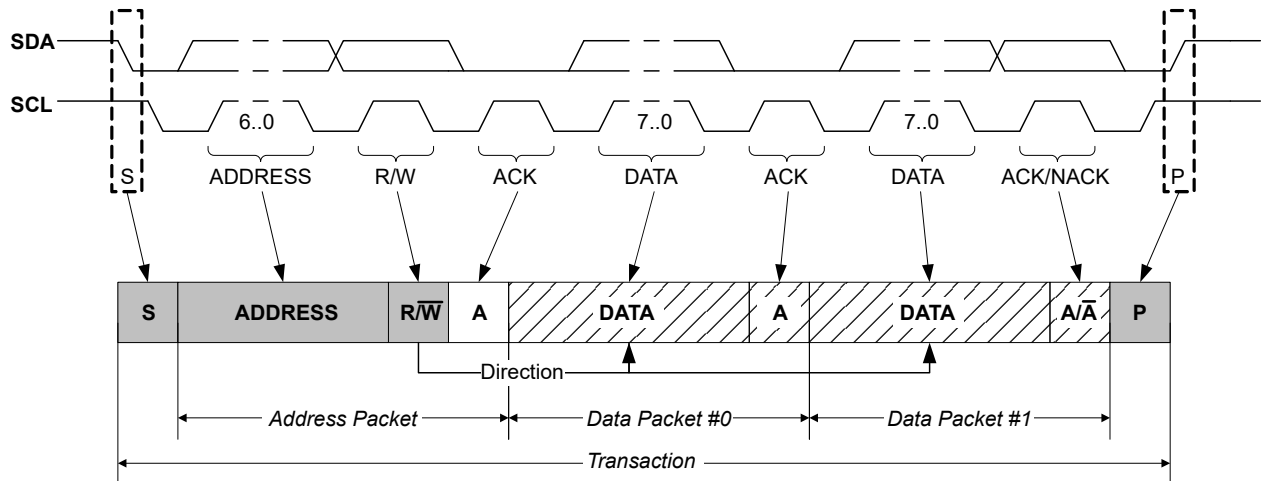 SDA
SCL
6..0
7..0
7..0
S
ADDRESS
R/W
ACK
DATA
ACK
DATA
ACK/NACK
P
S
ADDRESS
R/W̅
A
DATA
A
DATA
A/A̅
P
Direction
Address Packet
Data Packet #0
Data Packet #1
Transaction